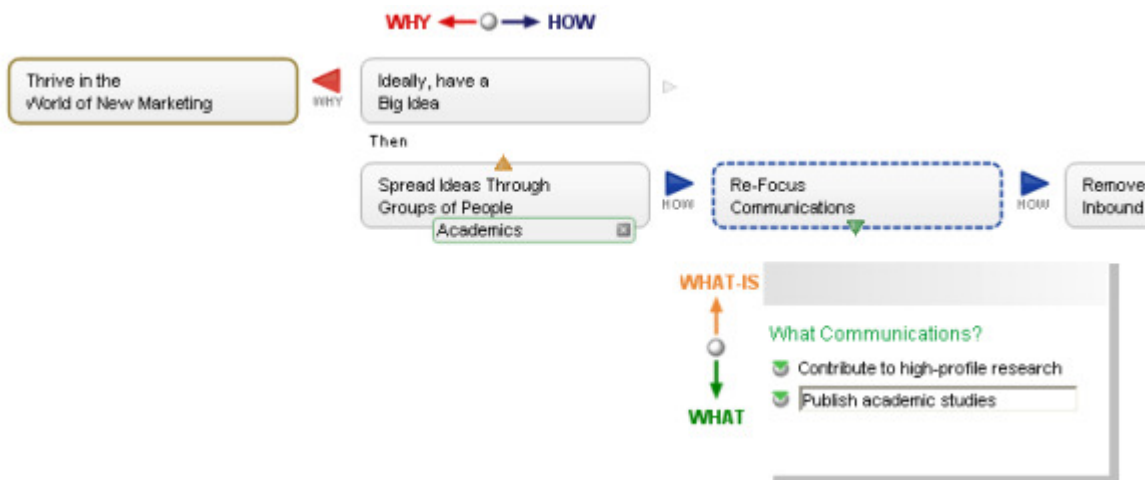 WHY HOW
Thrive in the
World of New Marketing
WHY
Ideally, have a
Big Idea
Then
Spread Ideas Through
Groups of People
Academics
HOW
Re-Focus
Communications
HOW
Remove
Inbound
WHAT-IS
WHAT
What Communications?
Contribute to high-profile research
Publish academic studies